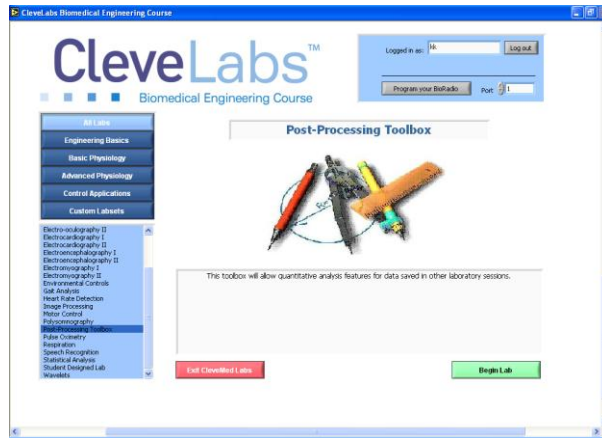 CleveLabs Biomedical Engineering Course
CleveLabs™
Biomedical Engineering Course
Logged in as: kk Log out
Program your BioRadio Port 1
All Labs
Engineering Basics
Basic Physiology
Advanced Physiology
Control Applications
Custom Labsets
Electro-oculography II
Electrocardiography I
Electrocardiography II
Electroencephalography I
Electroencephalography II
Electromyography I
Electromyography II
Environmental Controls
Gait Analysis
Heart Rate Detection
Image Processing
Motor Control
Polysomnography
Post-Processing Toolbox
Pulse Oximetry
Respiration
Speech Recognition
Statistical Analysis
Student Designed Lab
Wavelets
Post-Processing Toolbox
This toolbox will allow quantitative analysis features for data saved in other laboratory sessions.
Exit CleveMed Labs
Begin Lab